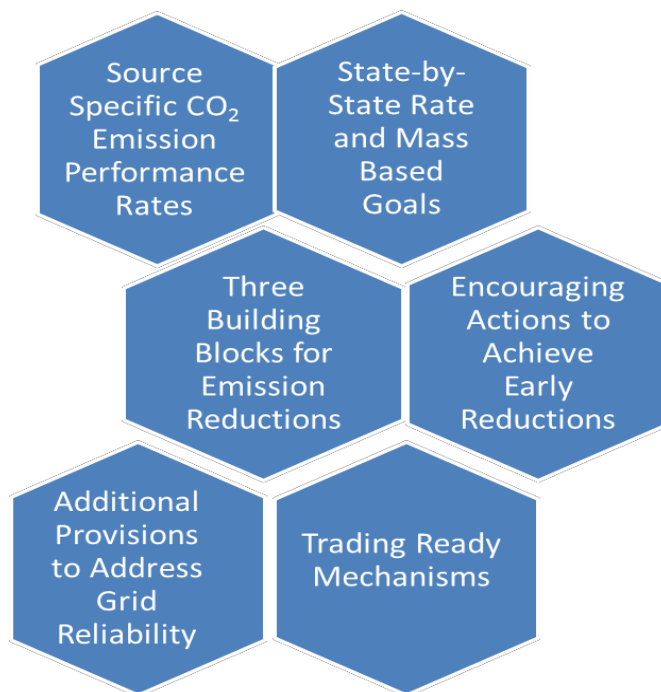 Source
Specific CO₂
Emission
Performance
Rates
State-by-
State Rate
and Mass
Based
Goals
Three
Building
Blocks for
Emission
Reductions
Encouraging
Actions to
Achieve
Early
Reductions
Additional
Provisions
to Address
Grid
Reliability
Trading Ready
Mechanisms